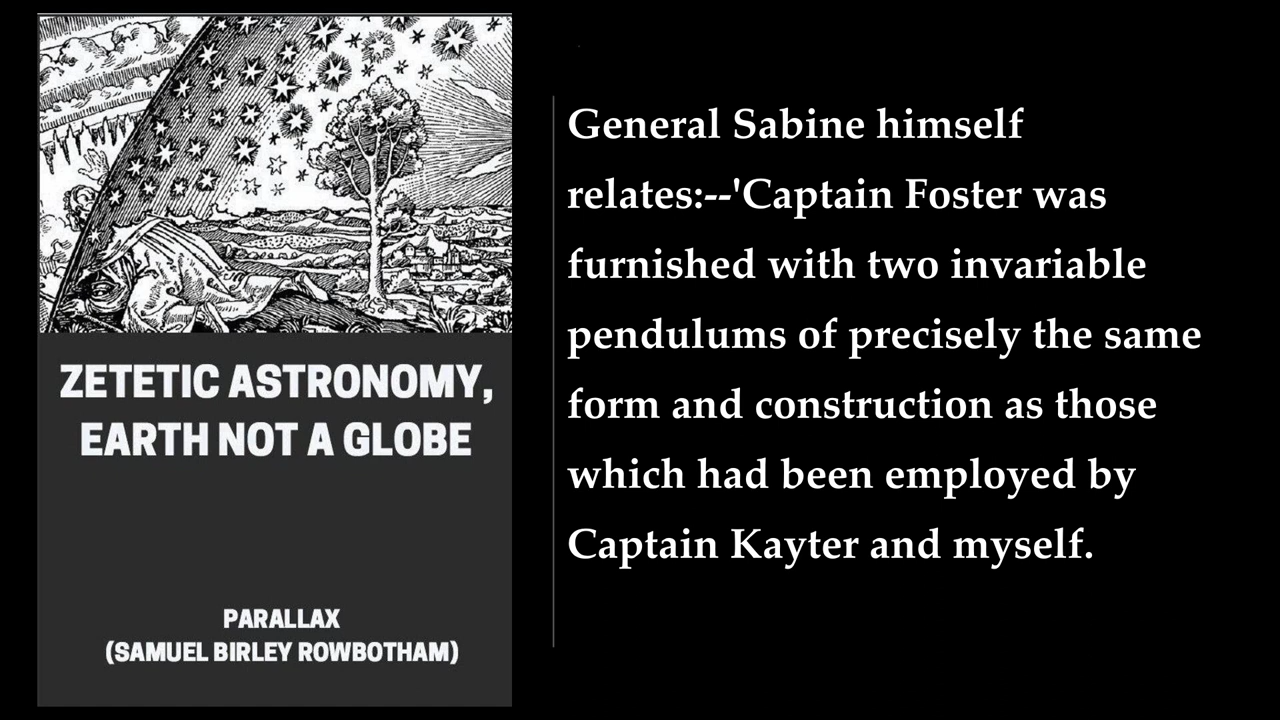 ZETETIC ASTRONOMY,
EARTH NOT A GLOBE
PARALLAX
(SAMUEL BIRLEY ROWBOTHAM)
General Sabine himself
relates:--'Captain Foster was
furnished with two invariable
pendulums of precisely the same
form and construction as those
which had been employed by
Captain Kayter and myself.